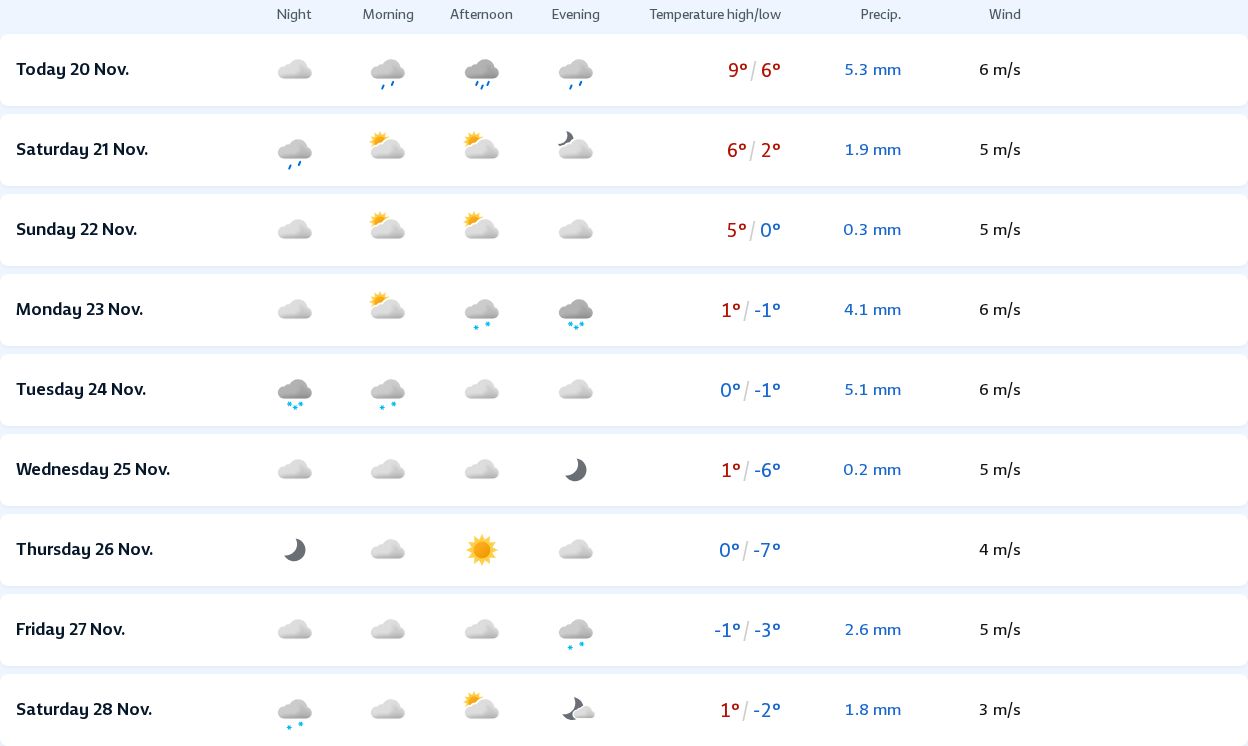 Night Morning Afternoon Evening Temperature high/low Precip. Wind
Today 20 Nov. 9°/6° 5.3 mm 6 m/s
Saturday 21 Nov. 6°/2° 1.9 mm 5 m/s
Sunday 22 Nov. 5°/0° 0.3 mm 5 m/s
Monday 23 Nov. 1°/-1° 4.1 mm 6 m/s
Tuesday 24 Nov. 0°/-1° 5.1 mm 6 m/s
Wednesday 25 Nov. 1°/-6° 0.2 mm 5 m/s
Thursday 26 Nov. 0°/-7° 4 m/s
Friday 27 Nov. -1°/-3° 2.6 mm 5 m/s
Saturday 28 Nov. 1°/-2° 1.8 mm 3 m/s